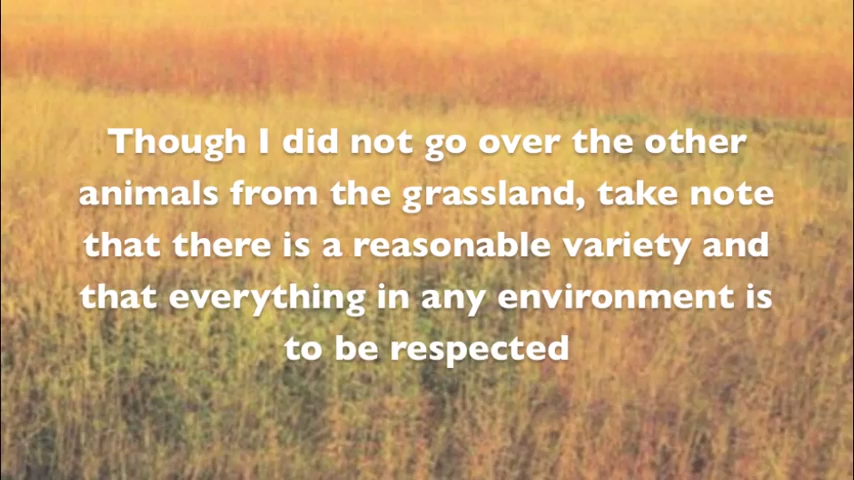 Though I did not go over the other
animals from the grassland, take note
that there is a reasonable variety and
that everything in any environment is
to be respected